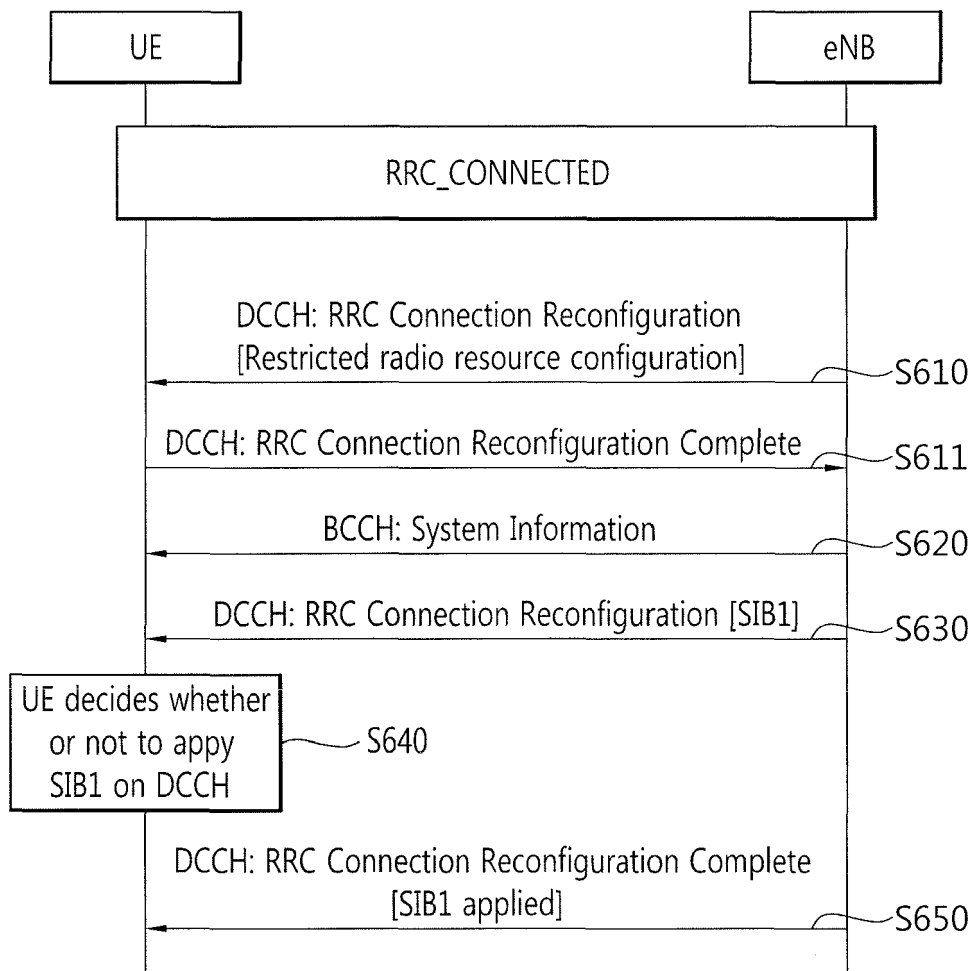 UE
eNB
RRC_CONNECTED
DCCH: RRC Connection Reconfiguration
[Restricted radio resource configuration]
S610
DCCH: RRC Connection Reconfiguration Complete
S611
BCCH: System Information
S620
DCCH: RRC Connection Reconfiguration [SIB1]
S630
UE decides whether
or not to appy
SIB1 on DCCH
S640
DCCH: RRC Connection Reconfiguration Complete
[SIB1 applied]
S650